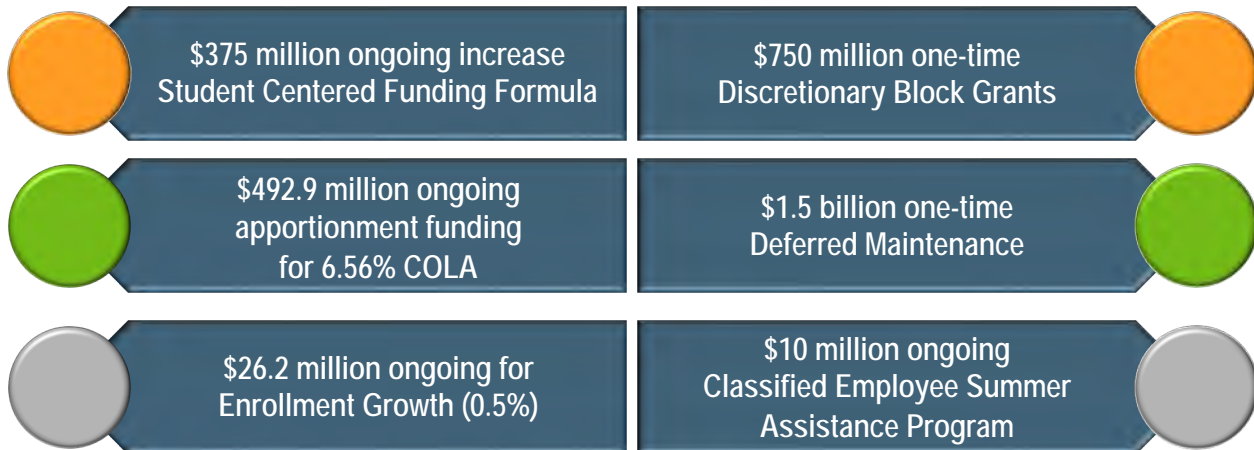 $375 million ongoing increase
Student Centered Funding Formula
$750 million one-time
Discretionary Block Grants
$492.9 million ongoing
apportionment funding
for 6.56% COLA
$1.5 billion one-time
Deferred Maintenance
$26.2 million ongoing for
Enrollment Growth (0.5%)
$10 million ongoing
Classified Employee Summer
Assistance Program